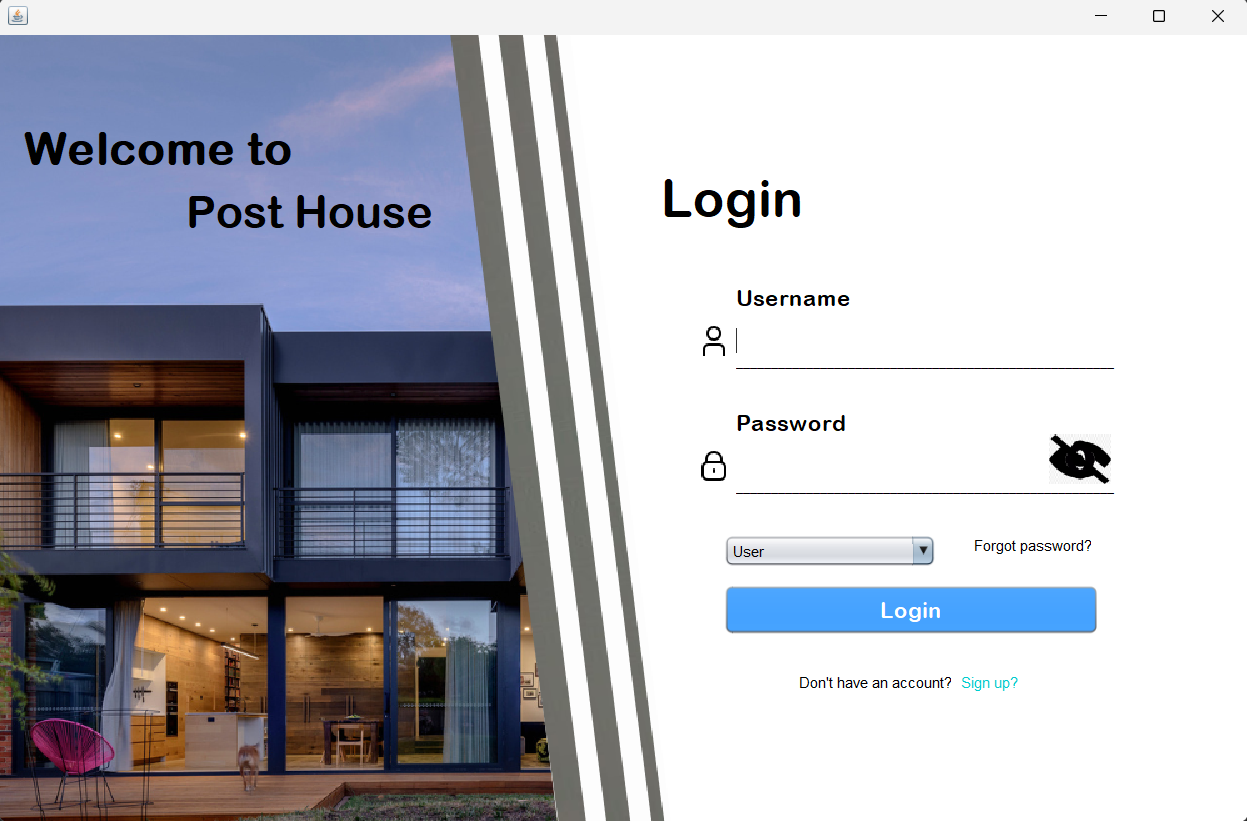 Welcome to
Post House
Login
Username
Password
User
Forgot password?
Login
Don't have an account? Sign up?